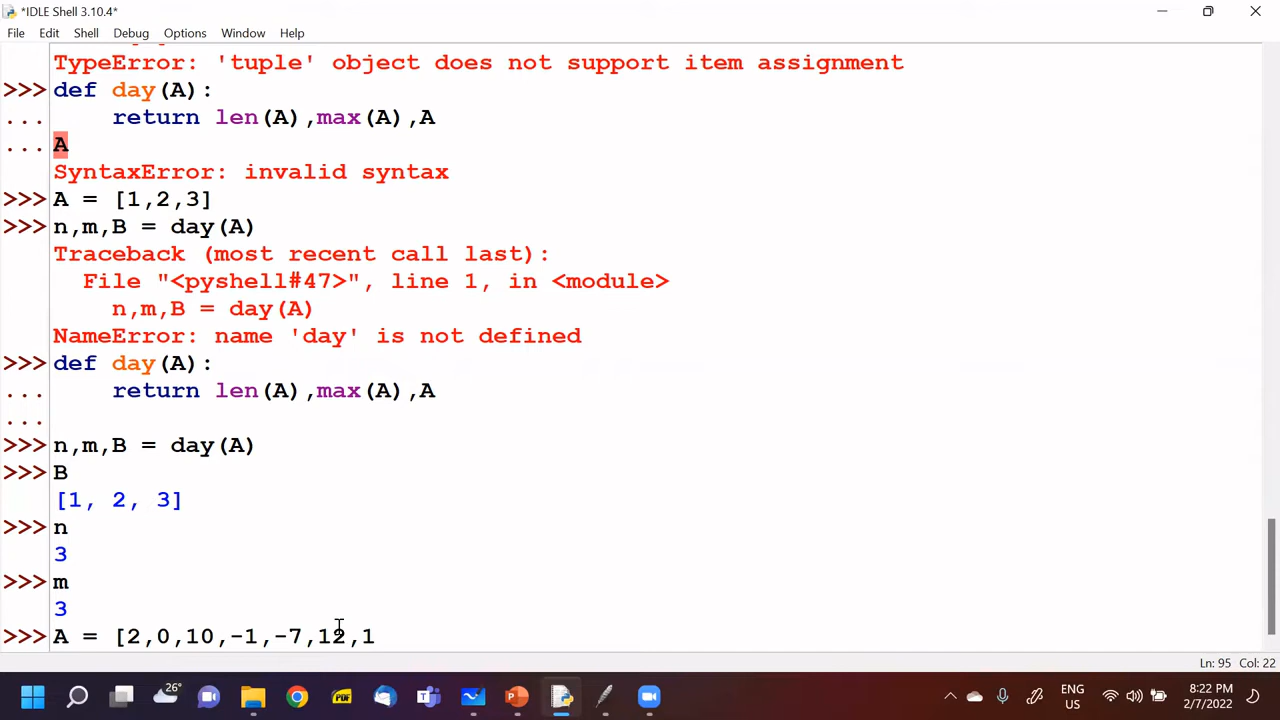 *IDLE Shell 3.10.4*
File Edit Shell Debug Options Window Help
TypeError: 'tuple' object does not support item assignment
>>> def day(A):
...     return len(A),max(A),A
... A
SyntaxError: invalid syntax
>>> A = [1,2,3]
>>> n,m,B = day(A)
Traceback (most recent call last):
  File "<pyshell#47>", line 1, in <module>
    n,m,B = day(A)
NameError: name 'day' is not defined
>>> def day(A):
...     return len(A),max(A),A
...
>>> n,m,B = day(A)
>>> B
[1, 2, 3]
>>> n
3
>>> m
3
>>> A = [2,0,10,-1,-7,12,1
Ln: 95 Col: 22
26°
PDF
ENG
US
8:22 PM
2/7/2022